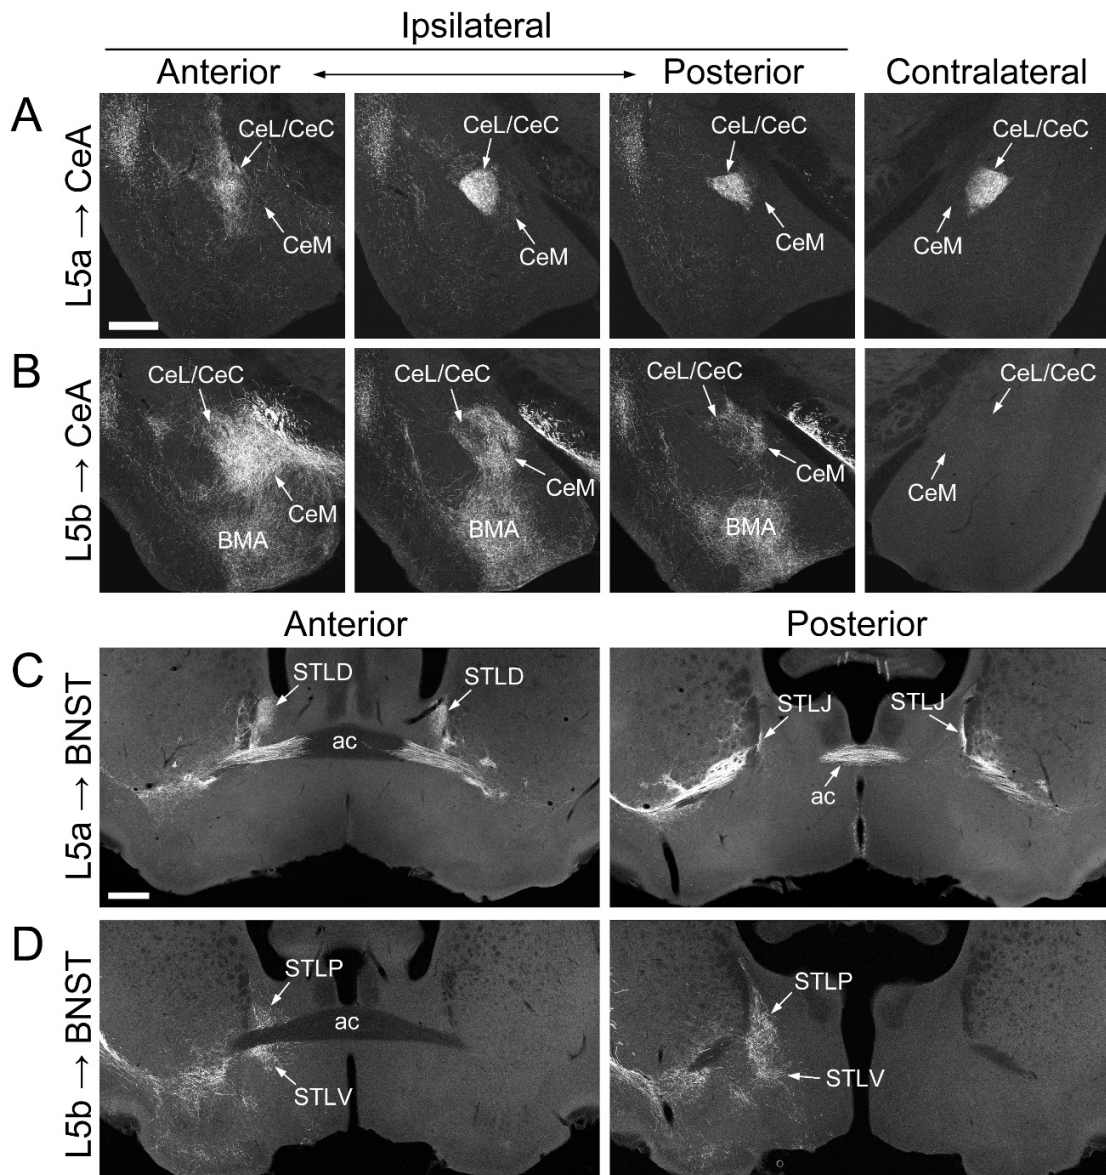 Ipsilateral
Anterior
Posterior
Contralateral
A
L5a → CeA
CeL/CeC
CeM
CeL/CeC
CeM
CeL/CeC
CeM
CeL/CeC
CeM
B
L5b → CeA
CeL/CeC
CeM
BMA
CeL/CeC
CeM
CeL/CeC
CeM
BMA
CeL/CeC
CeM
Anterior
Posterior
C
L5a → BNST
STLD
STLD
ac
STLJ
STLJ
ac
D
L5b → BNST
STLP
ac
STLV
STLP
STLV